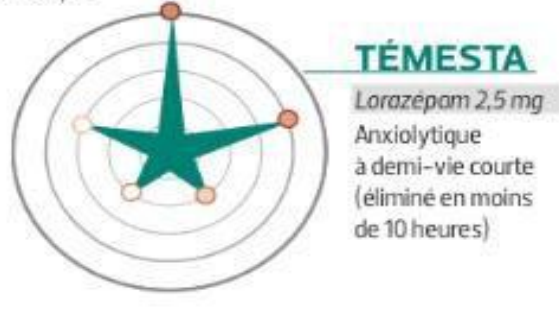 TÉMESTA
Lorazépam 2,5 mg
Anxiolytique
à demi-vie courte
(éliminé en moins
de 10 heures)